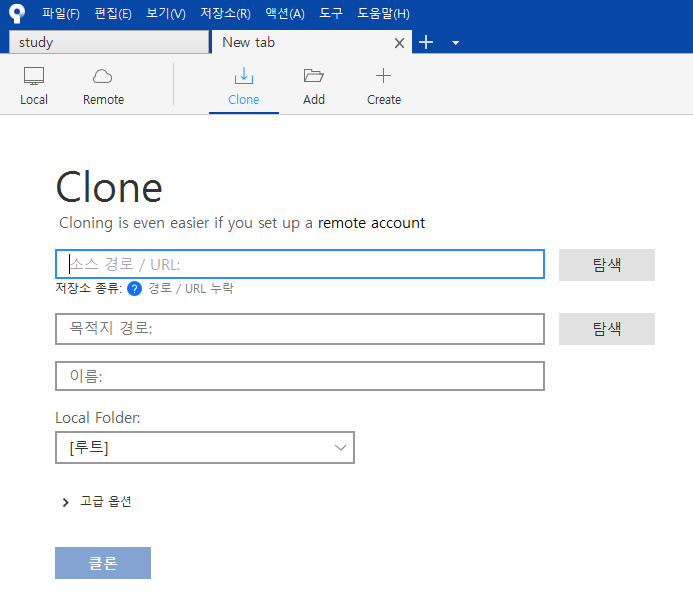 파일(F) 편집(E) 보기(V) 저장소(R) 액션(A) 도구 도움말(H)
study New tab
Local Remote Clone Add Create
Clone
Cloning is even easier if you set up a remote account
소스 경로 / URL: 탐색
저장소 종류: ? 경로 / URL 누락
목적지 경로: 탐색
이름:
Local Folder:
[루트]
고급 옵션
클론